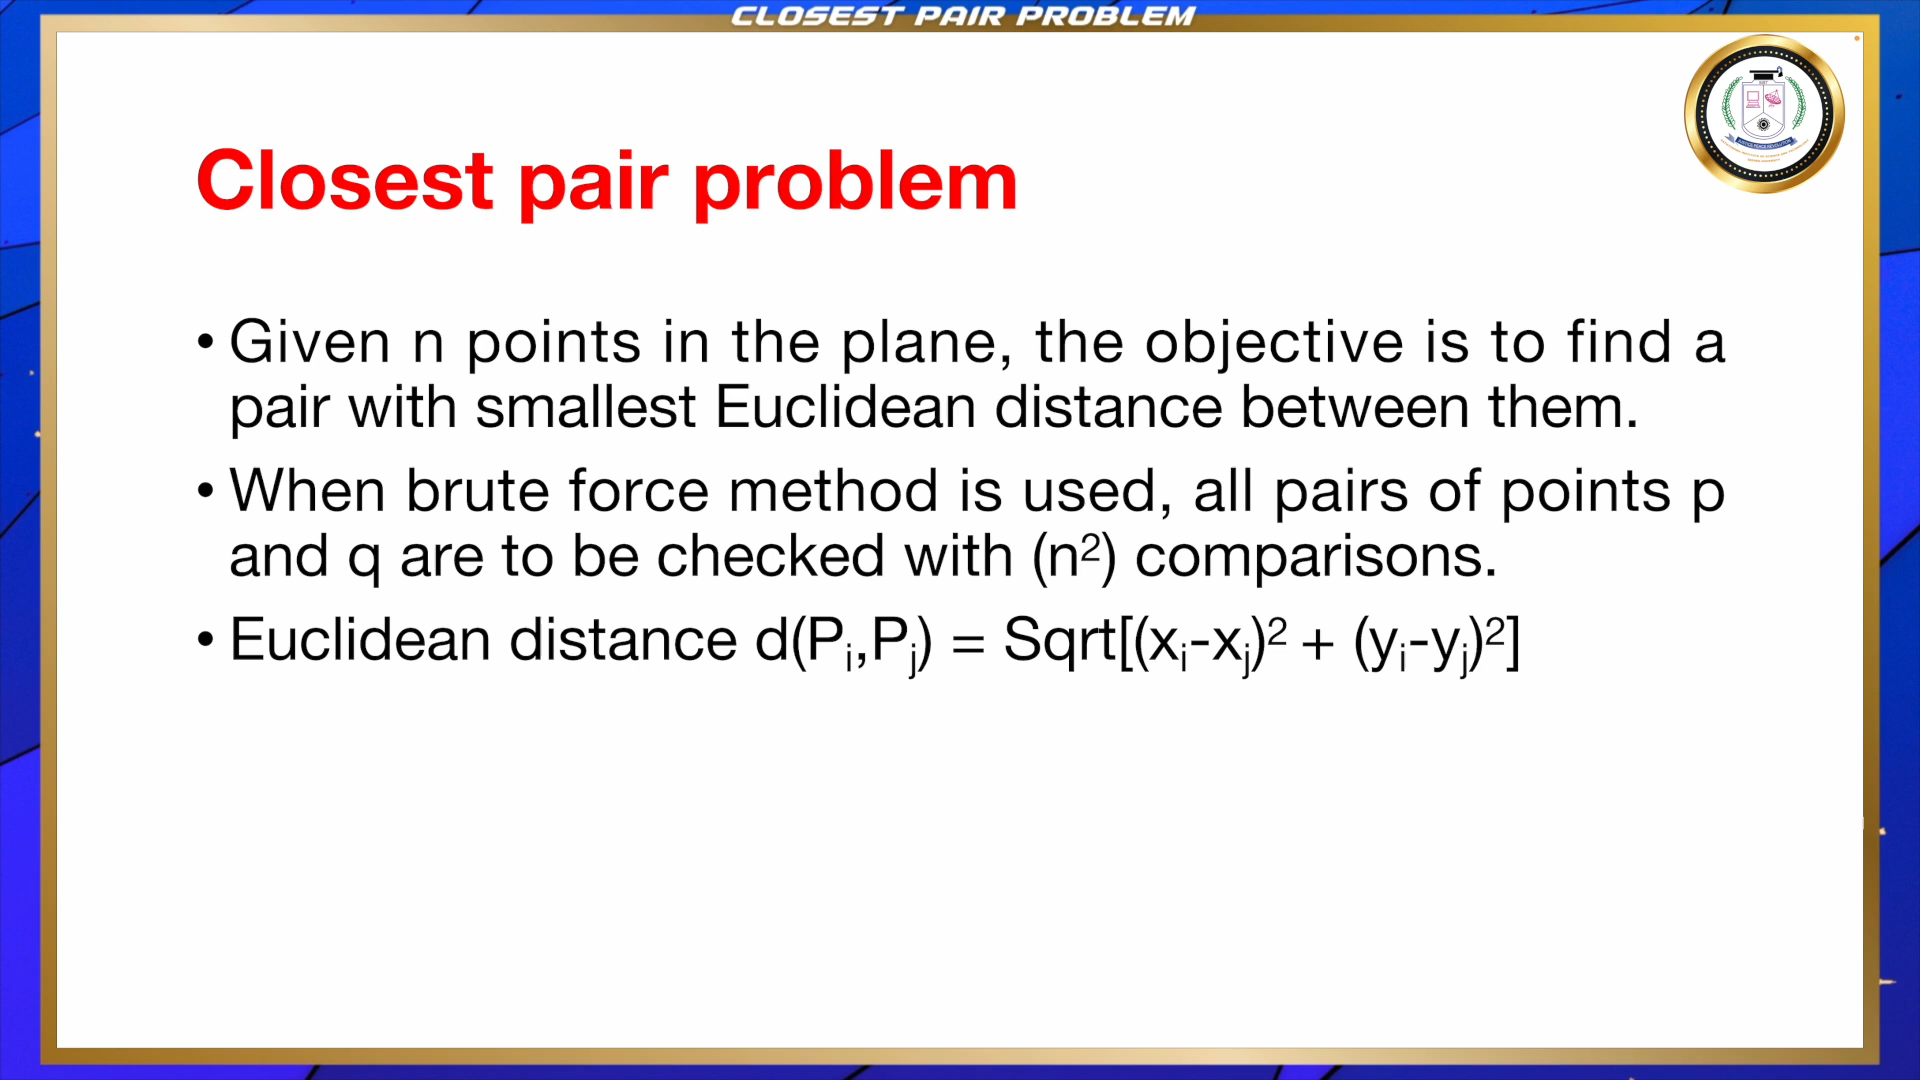 CLOSEST PAIR PROBLEM
Closest pair problem
• Given n points in the plane, the objective is to find a
pair with smallest Euclidean distance between them.
• When brute force method is used, all pairs of points p
and q are to be checked with (n²) comparisons.
• Euclidean distance d(Pᵢ,Pⱼ) = Sqrt[(xᵢ-xⱼ)² + (yᵢ-yⱼ)²]